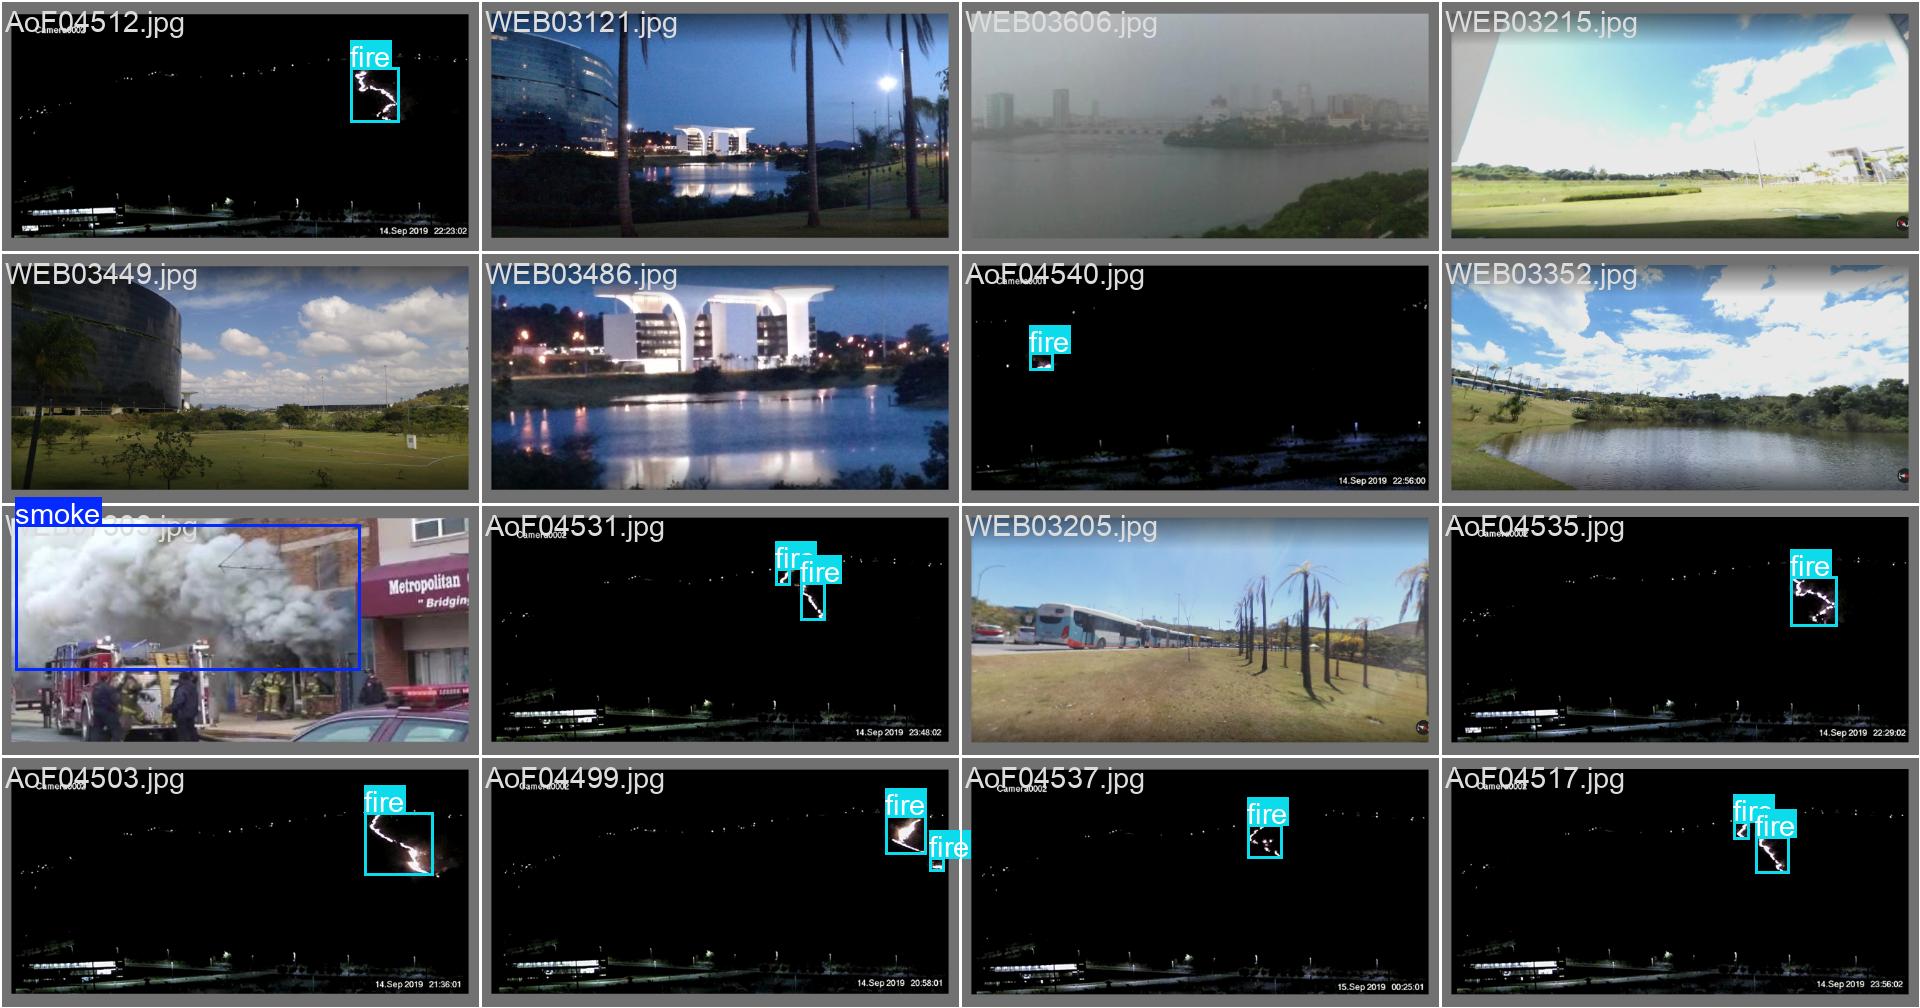 AoF04512.jpg
fire
14.Sep 2019 22:23:02
WEB03121.jpg
WEB03606.jpg
WEB03215.jpg
WEB03449.jpg
WEB03486.jpg
AoF04540.jpg
fire
14.Sep 2019 22:56:00
WEB03352.jpg
smoke
Metropolitan
" Bridging
AoF04531.jpg
Camera0002
fire
fire
14.Sep 2019 23:48:02
WEB03205.jpg
AoF04535.jpg
fire
14.Sep 2019 22:29:02
AoF04503.jpg
fire
14.Sep 2019 21:36:01
AoF04499.jpg
fire
fire
14.Sep 2019 20:58:01
AoF04537.jpg
Camera0002
fire
15.Sep 2019 00:25:01
AoF04517.jpg
fire
fire
14.Sep 2019 23:56:02